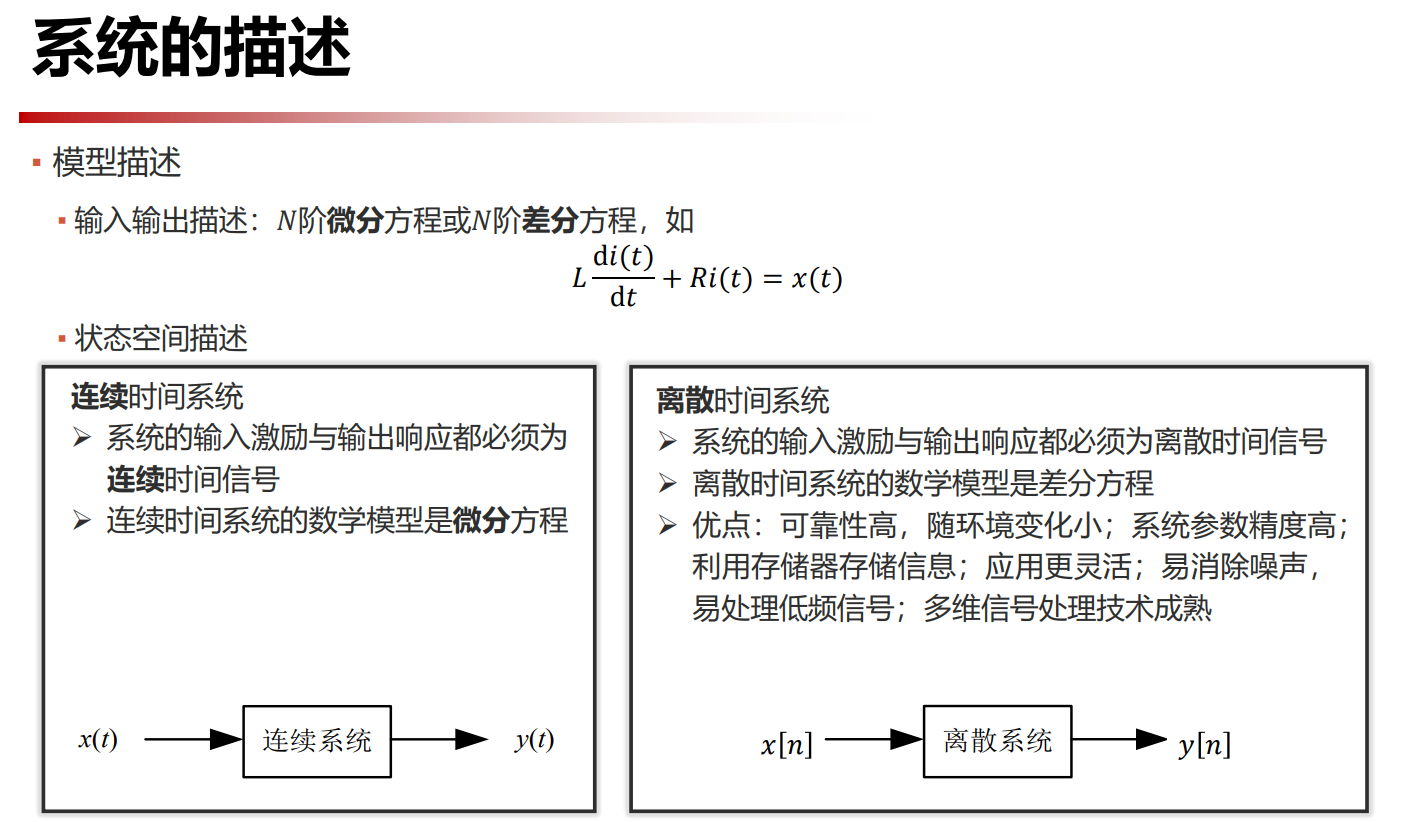 系统的描述
▪ 模型描述
▪ 输入输出描述：N阶微分方程或N阶差分方程，如
L di(t)/dt + Ri(t) = x(t)
▪ 状态空间描述
连续时间系统
➢ 系统的输入激励与输出响应都必须为
连续时间信号
➢ 连续时间系统的数学模型是微分方程
x(t) 连续系统 y(t)
离散时间系统
➢ 系统的输入激励与输出响应都必须为离散时间信号
➢ 离散时间系统的数学模型是差分方程
➢ 优点：可靠性高，随环境变化小；系统参数精度高；
利用存储器存储信息；应用更灵活；易消除噪声，
易处理低频信号；多维信号处理技术成熟
x[n] 离散系统 y[n]